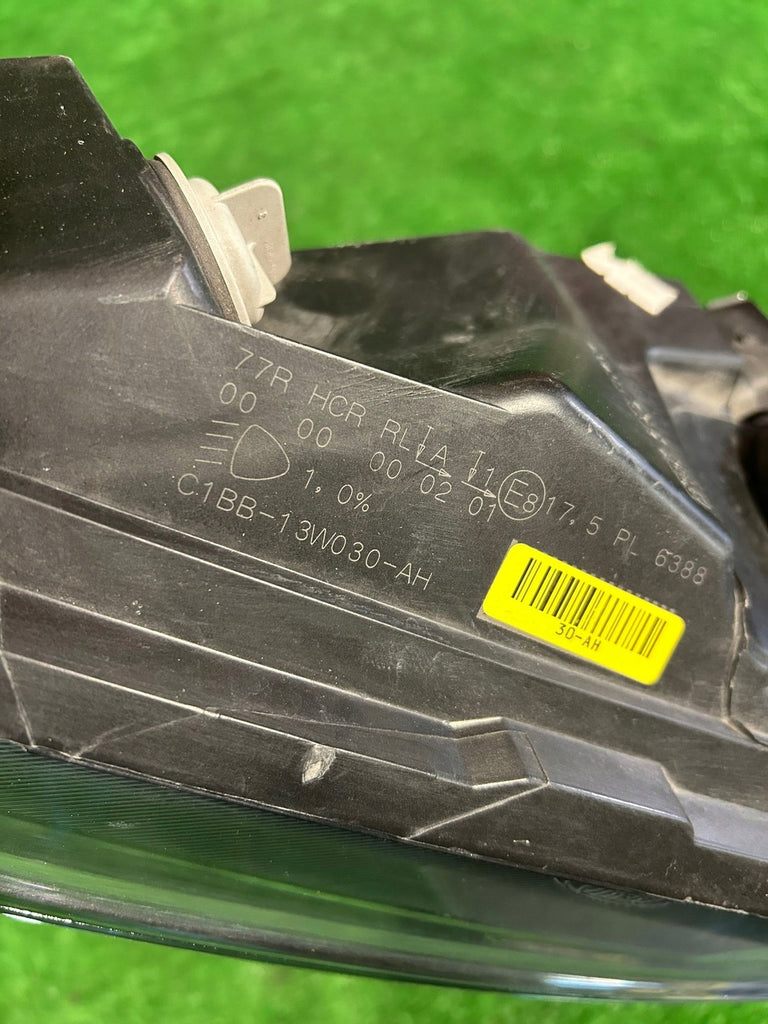 77R HCR RL A 11 E8 17,5 PL 6388
00 00 00 02 01
1,0%
C1BB-13W030-AH
30-AH